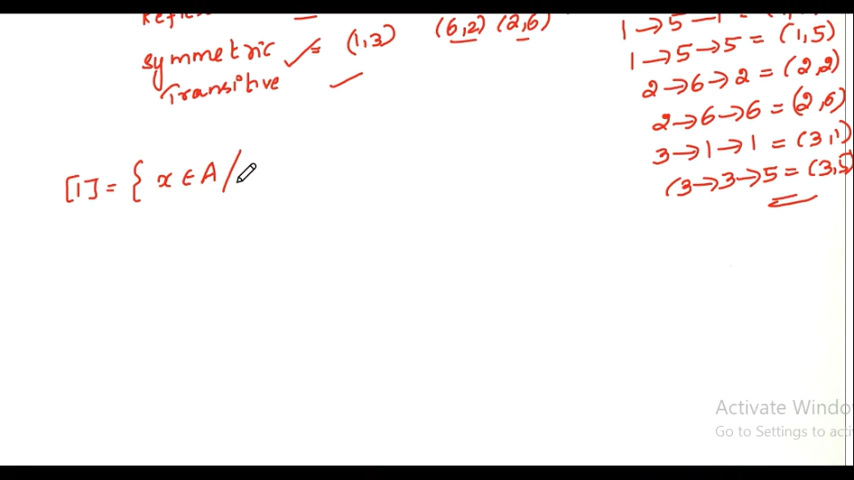 symmetric ✓ = (1,3) (6,2) (2,6)
Transitive ✓
1→5→5 = (1,5)
2→6→2 = (2,2)
2→6→6 = (2,6)
3→1→1 = (3,1)
(3→3→5 = (3,5)
[1] = { x ∈ A /
Activate Windo
Go to Settings to acti